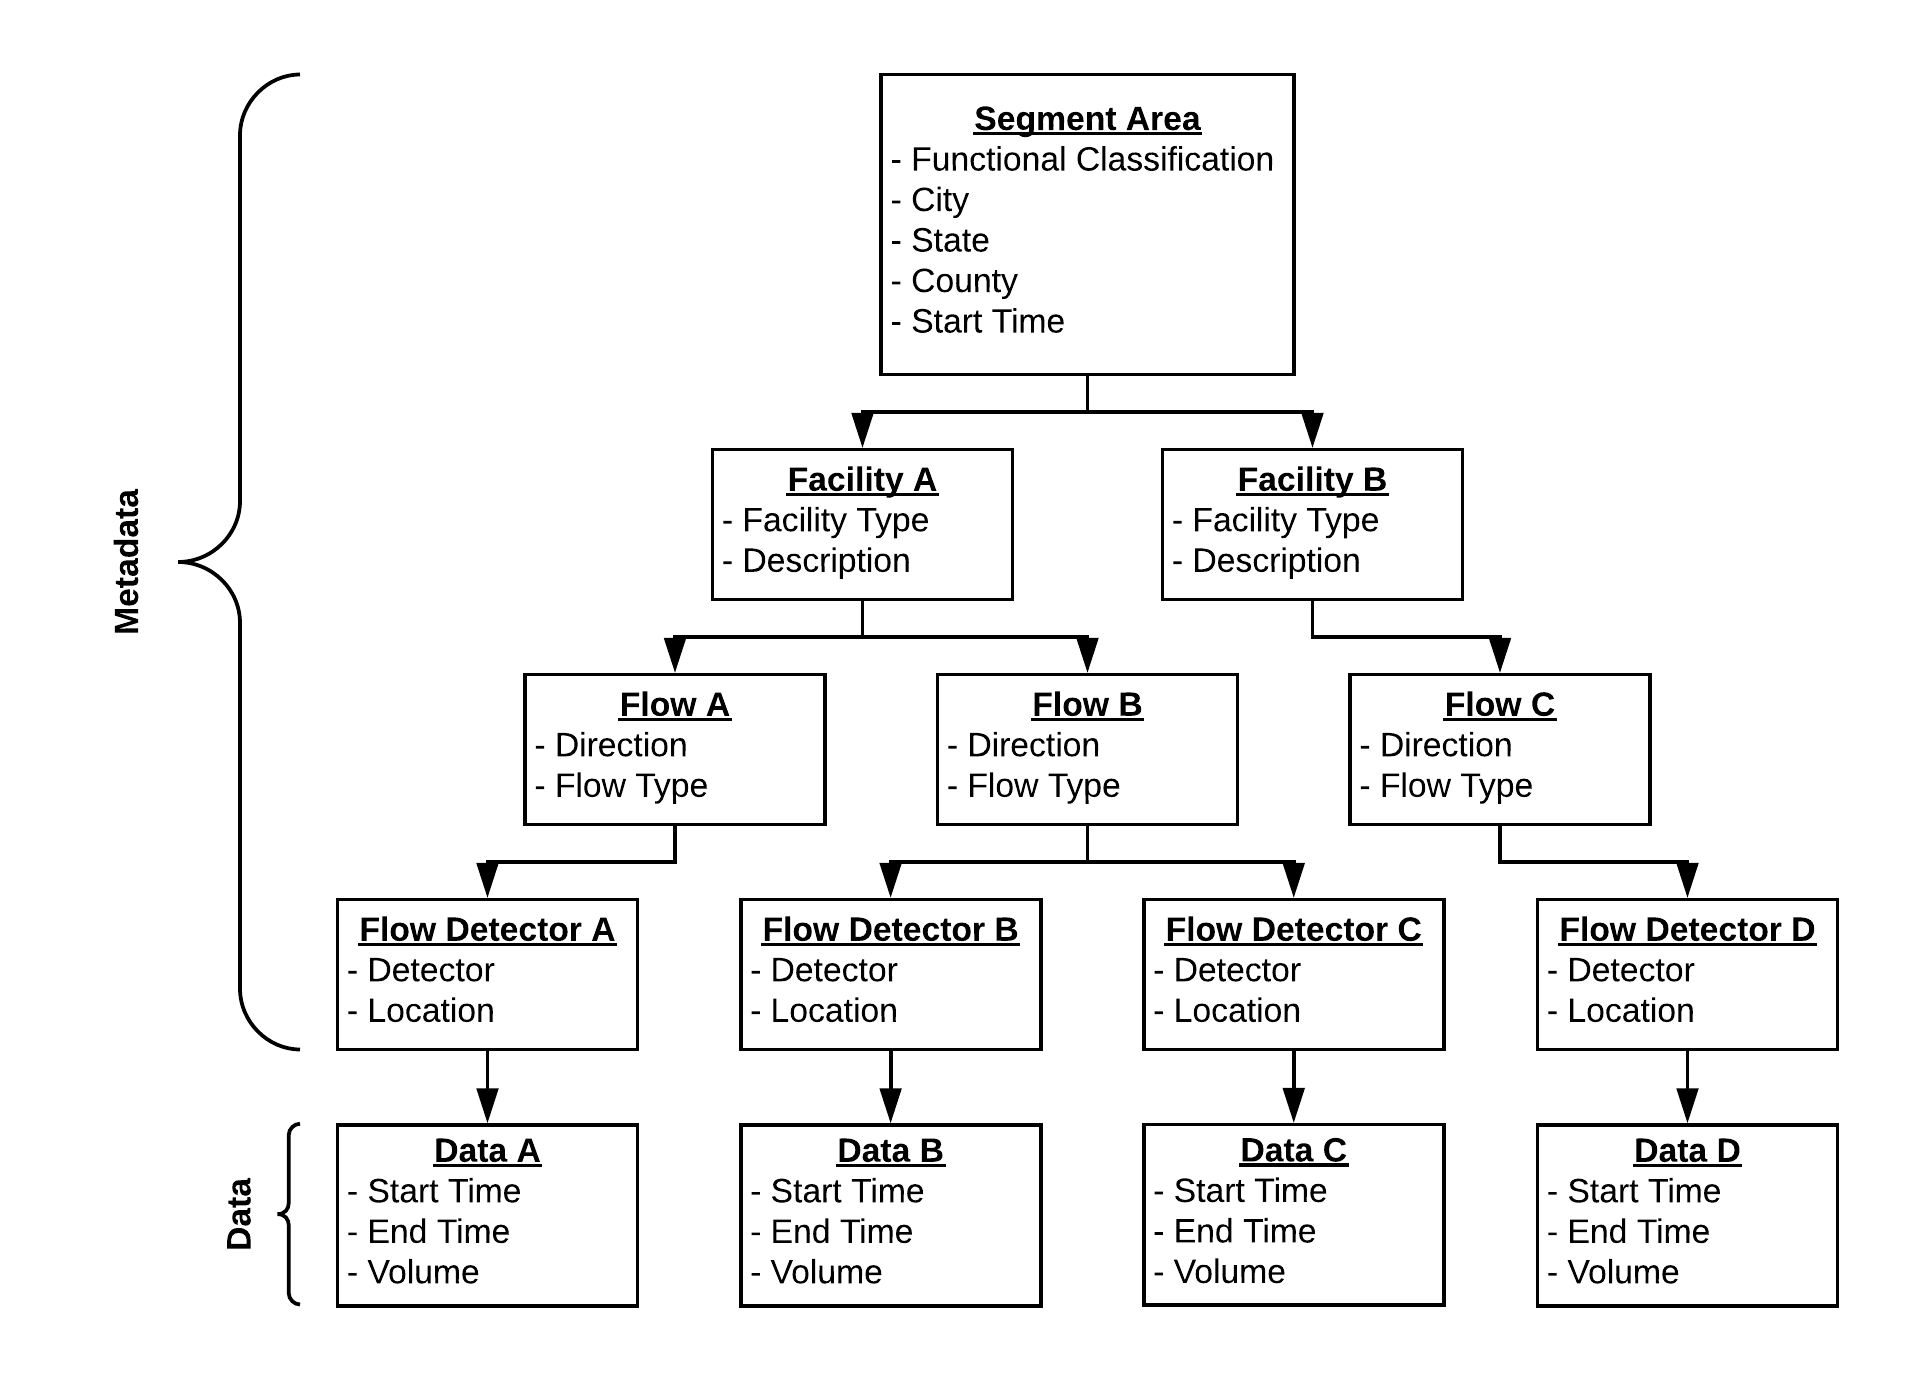 Segment Area
- Functional Classification
- City
- State
- County
- Start Time
Metadata
Facility A
- Facility Type
- Description
Facility B
- Facility Type
- Description
Flow A
- Direction
- Flow Type
Flow B
- Direction
- Flow Type
Flow C
- Direction
- Flow Type
Flow Detector A
- Detector
- Location
Flow Detector B
- Detector
- Location
Flow Detector C
- Detector
- Location
Flow Detector D
- Detector
- Location
Data
Data A
- Start Time
- End Time
- Volume
Data B
- Start Time
- End Time
- Volume
Data C
- Start Time
- End Time
- Volume
Data D
- Start Time
- End Time
- Volume